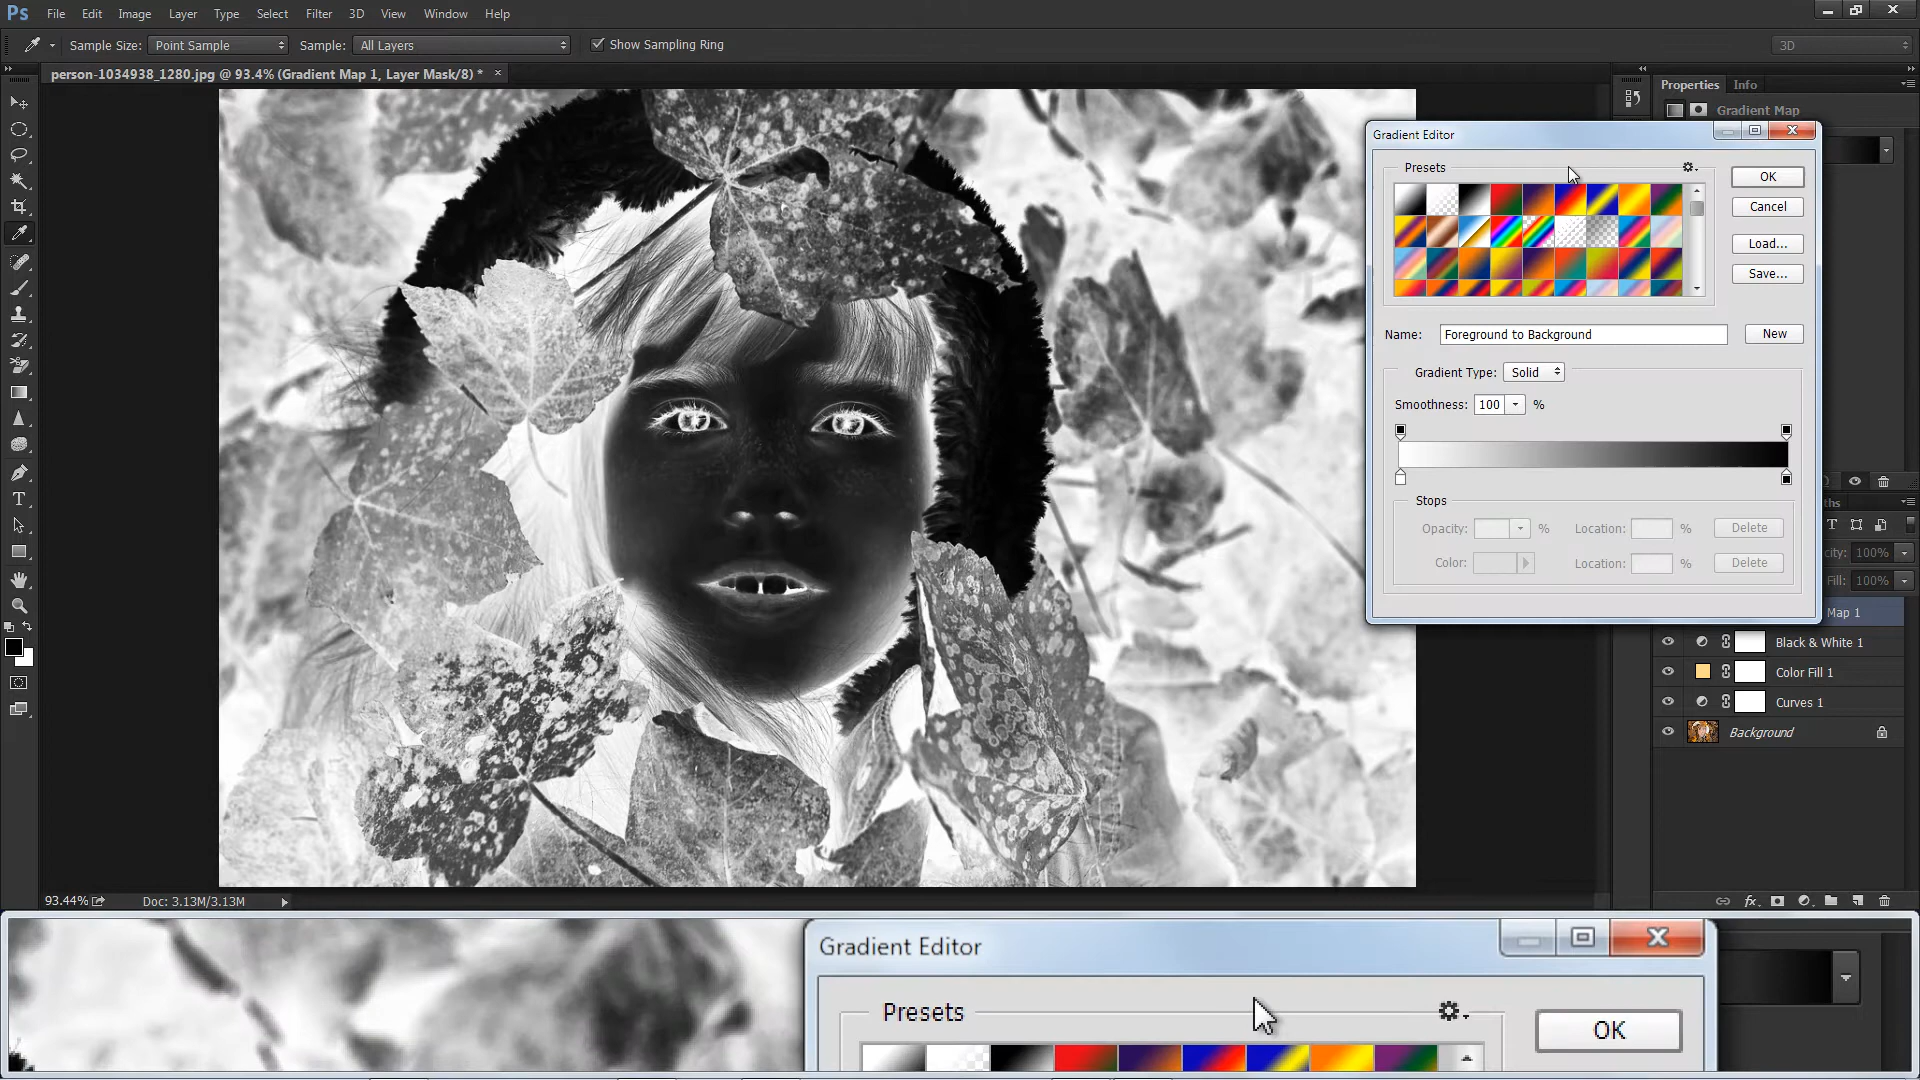 Ps File Edit Image Layer Type Select Filter 3D View Window Help
Sample Size: Point Sample Sample: All Layers Show Sampling Ring 3D
person-1034938_1280.jpg @ 93.4% (Gradient Map 1, Layer Mask/8) * ×
Properties Info
Gradient Map
Gradient Editor
Presets
OK
Cancel
Load...
Save...
Name: Foreground to Background New
Gradient Type: Solid
Smoothness: 100 %
Stops
Opacity: % Location: % Delete
Color: Location: % Delete
100%
Fill: 100%
Map 1
Black & White 1
Color Fill 1
Curves 1
Background
93.44% Doc: 3.13M/3.13M
Gradient Editor
Presets
OK